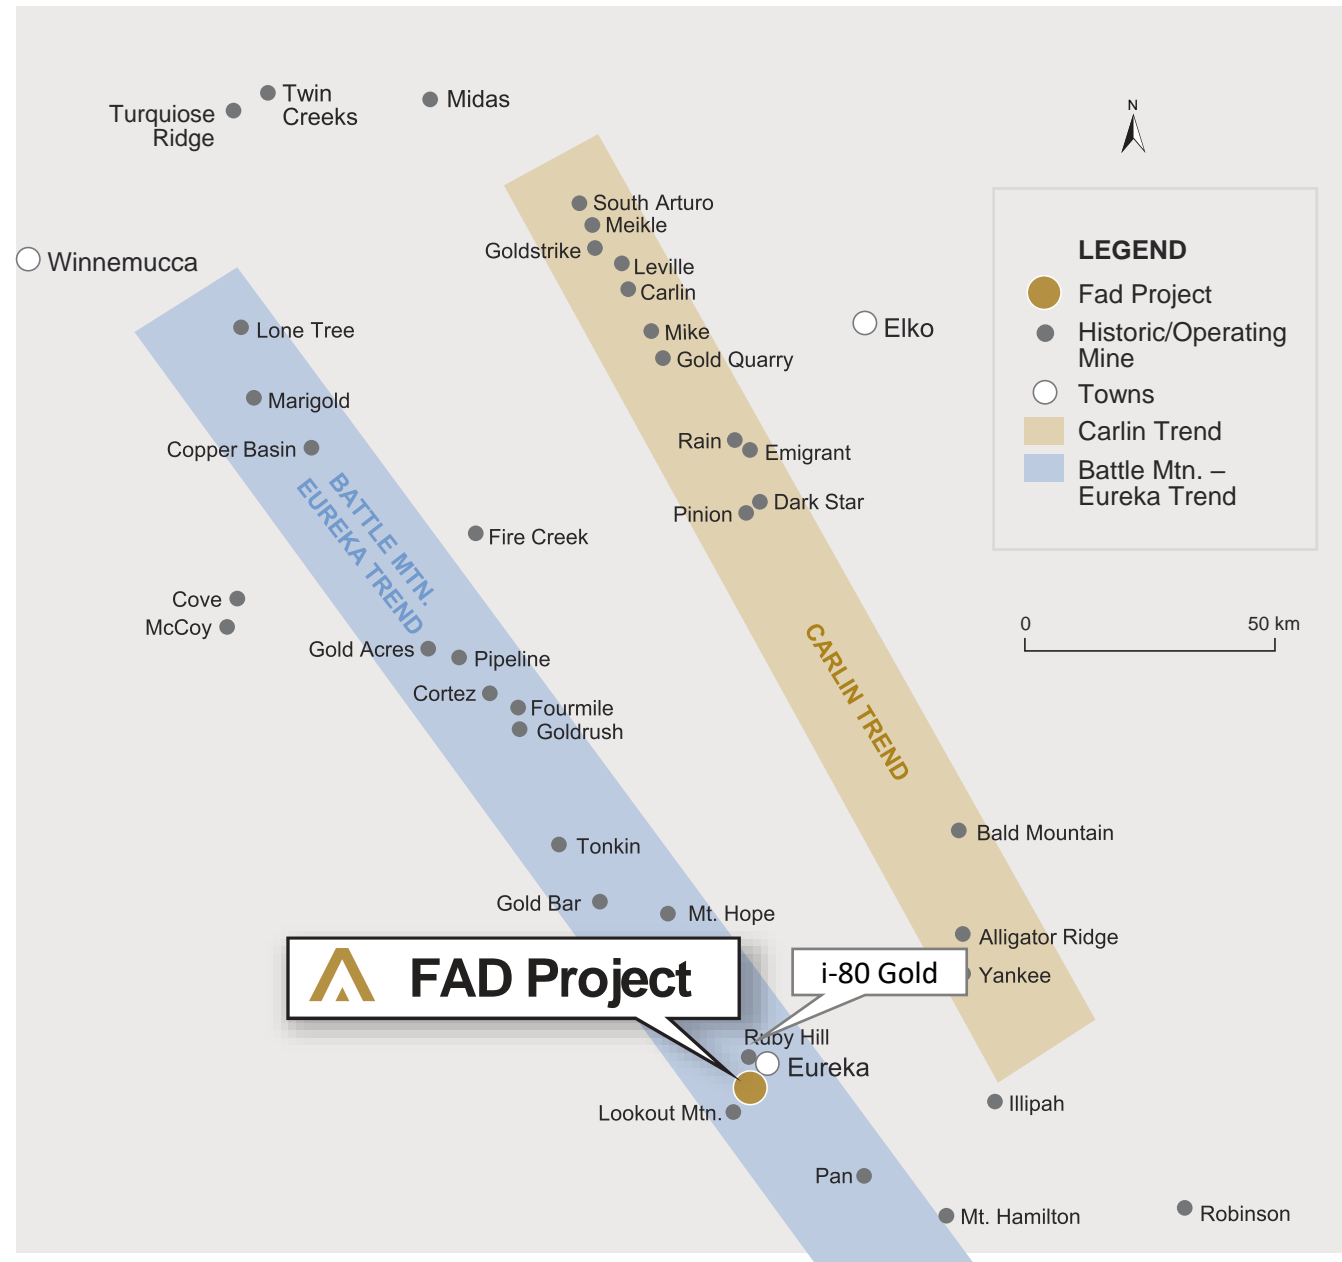 Twin
Creeks
Midas
Turquiose
Ridge
N
South Arturo
Meikle
Goldstrike
Leville
Carlin
Winnemucca
Lone Tree
Mike
Gold Quarry
Elko
LEGEND
Fad Project
Historic/Operating
Mine
Towns
Carlin Trend
Battle Mtn. –
Eureka Trend
Marigold
Copper Basin
Rain
Emigrant
Dark Star
Pinion
BATTLE MTN.
EUREKA TREND
Fire Creek
Cove
McCoy
0
50 km
Gold Acres
Pipeline
Cortez
Fourmile
Goldrush
CARLIN TREND
Tonkin
Bald Mountain
Gold Bar
Mt. Hope
Alligator Ridge
FAD Project
i-80 Gold
Yankee
Ruby Hill
Eureka
Lookout Mtn.
Illipah
Pan
Mt. Hamilton
Robinson